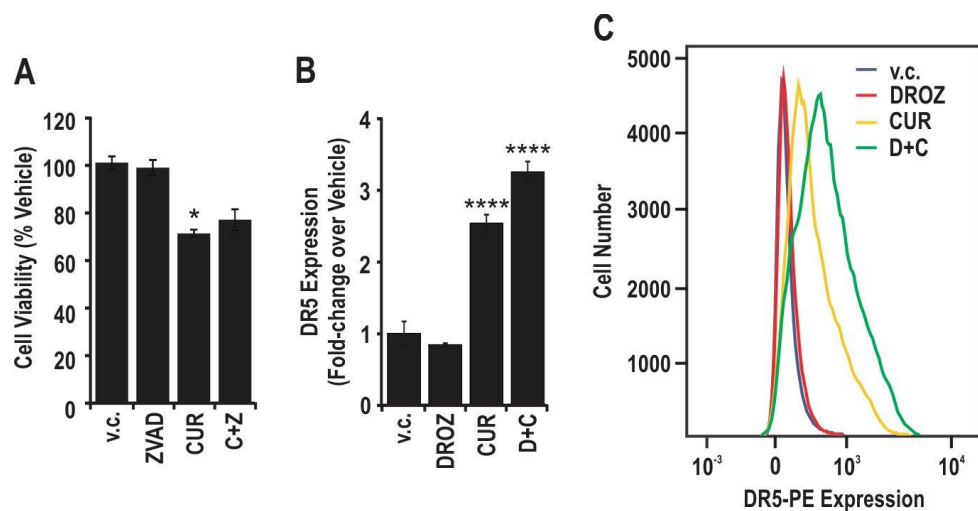 A
Cell Viability (% Vehicle)
120
100
80
60
40
20
0
v.c.
ZVAD
CUR
C+Z
*
B
DR5 Expression
(Fold-change over Vehicle)
4
3
2
1
0
v.c.
DROZ
CUR
D+C
****
****
C
Cell Number
5000
4000
3000
2000
1000
v.c.
DROZ
CUR
D+C
10-3
0
10³
10⁴
DR5-PE Expression